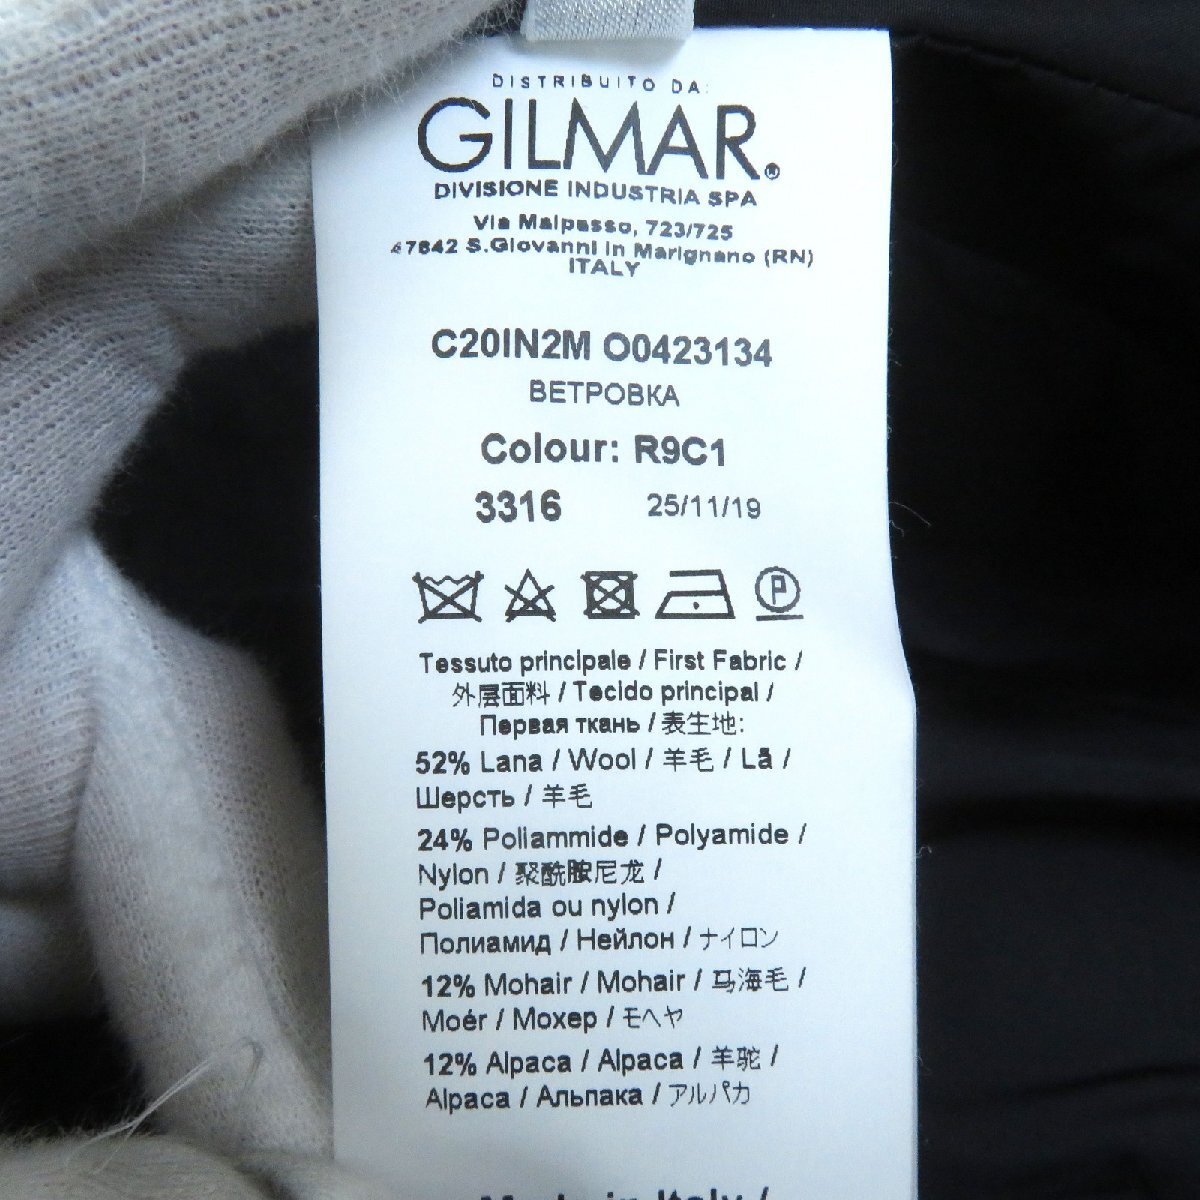 DISTRIBUITO DA:
GILMAR®
DIVISIONE INDUSTRIA SPA
Via Malpasso, 723/725
47842 S.Giovanni in Marignano (RN)
ITALY
C20IN2M O0423134
ВЕТРОВКА
Colour: R9C1
3316 25/11/19
P
Tessuto principale / First Fabric /
外层面料 / Tecido principal /
Первая ткань / 表生地:
52% Lana / Wool / 羊毛 / Lã /
Шерсть / 羊毛
24% Poliammide / Polyamide /
Nylon / 聚酰胺尼龙 /
Poliamida ou nylon /
Полиамид / Нейлон / ナイロン
12% Mohair / Mohair / 马海毛 /
Moér / Мохер / モヘヤ
12% Alpaca / Alpaca / 羊驼 /
Alpaca / Альпака / アルパカ
Made in Italy /